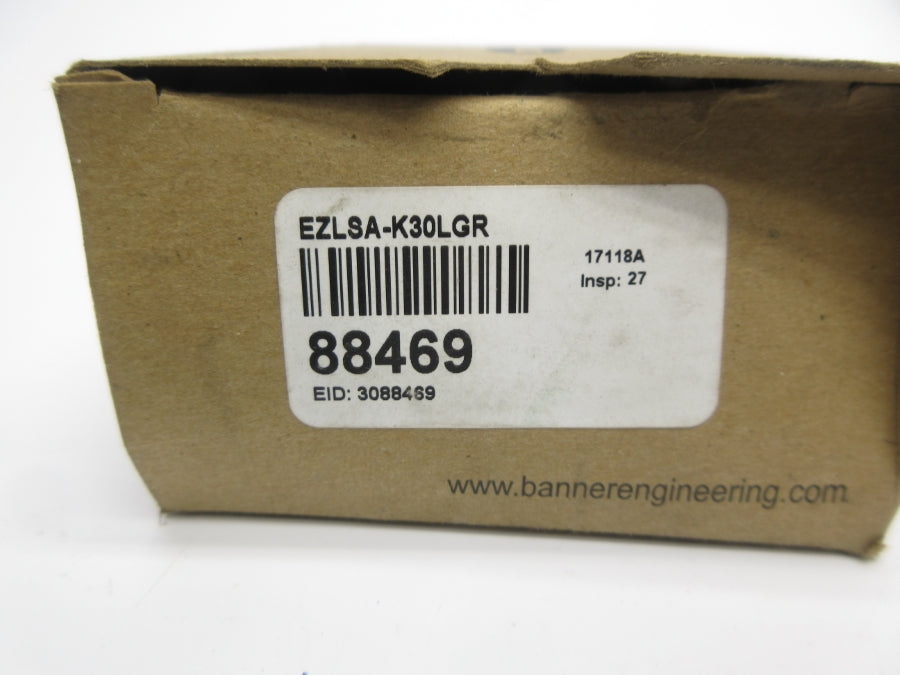 EZLSA-K30LGR
17118A
Insp: 27
88469
EID: 3088469
www.bannerengineering.com